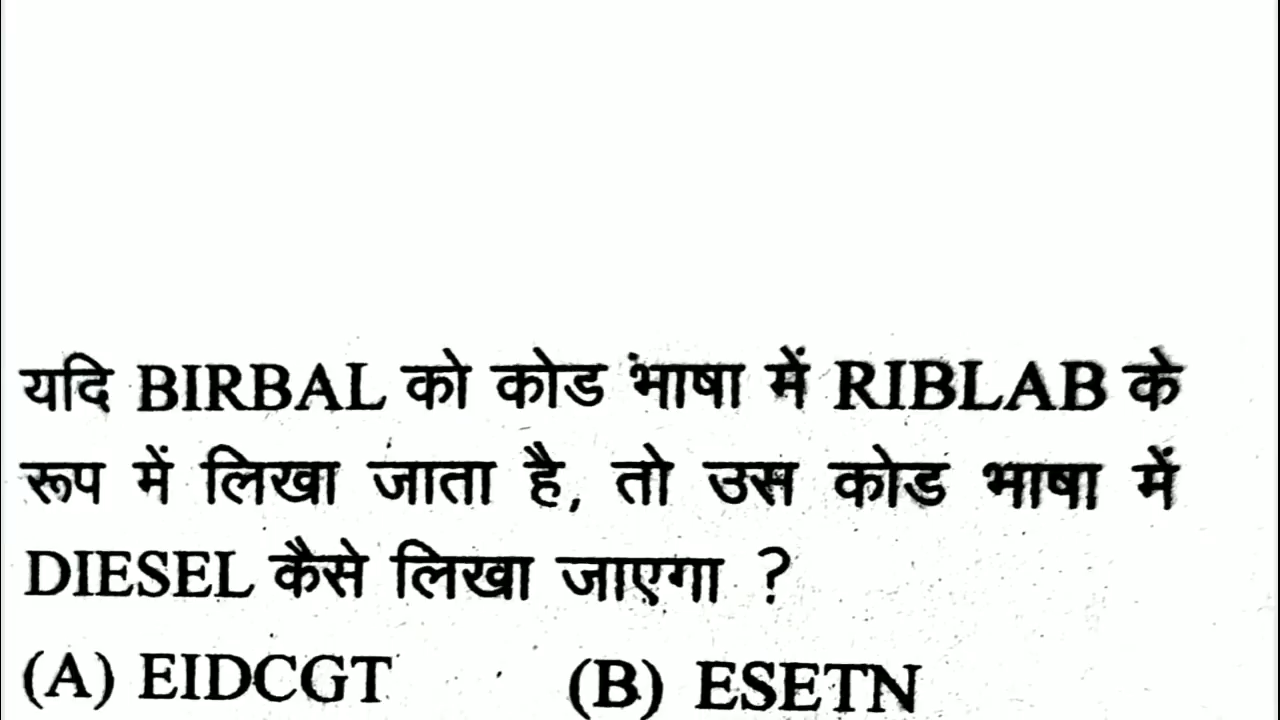 यदि BIRBAL को कोड भाषा में RIBLAB के
रूप में लिखा जाता है, तो उस कोड भाषा में
DIESEL कैसे लिखा जाएगा ?
(A) EIDCGT (B) ESETN